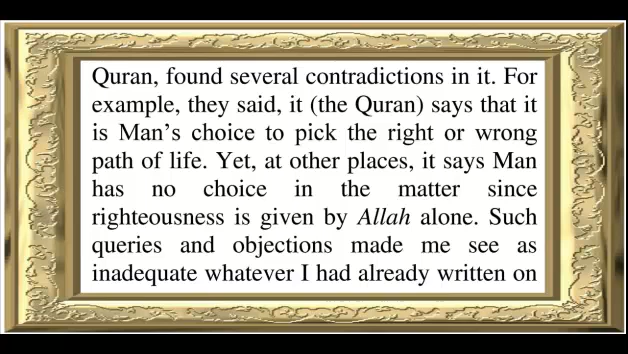 Quran, found several contradictions in it. For
example, they said, it (the Quran) says that it
is Man’s choice to pick the right or wrong
path of life. Yet, at other places, it says Man
has no choice in the matter since
righteousness is given by Allah alone. Such
queries and objections made me see as
inadequate whatever I had already written on